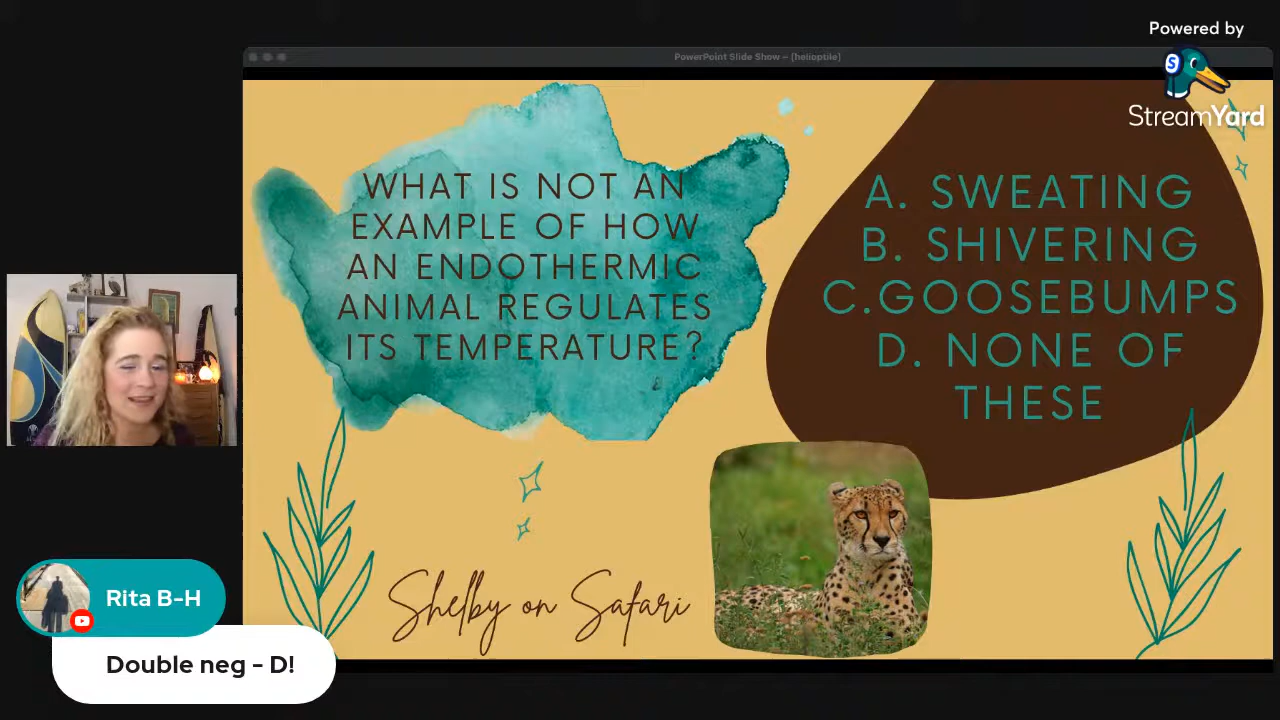 Powered by
StreamYard
PowerPoint Slide Show – [helioptile]
WHAT IS NOT AN
EXAMPLE OF HOW
AN ENDOTHERMIC
ANIMAL REGULATES
ITS TEMPERATURE?
A. SWEATING
B. SHIVERING
C.GOOSEBUMPS
D. NONE OF
THESE
Shelby on Safari
Rita B-H
Double neg - D!